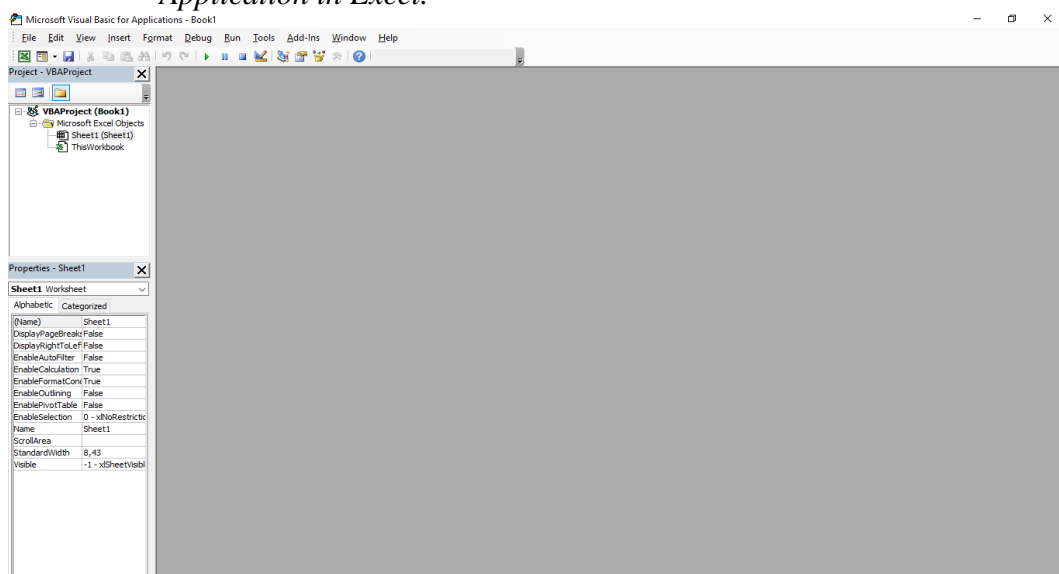 Application in Excel.
Microsoft Visual Basic for Applications - Book1
File Edit View Insert Format Debug Run Tools Add-Ins Window Help
Project - VBAProject
VBAProject (Book1)
Microsoft Excel Objects
Sheet1 (Sheet1)
ThisWorkbook
Properties - Sheet1
Sheet1 Worksheet
Alphabetic Categorized
(Name) Sheet1
DisplayPageBreaks False
DisplayRightToLef False
EnableAutoFilter False
EnableCalculation True
EnableFormatConc True
EnableOutlining False
EnablePivotTable False
EnableSelection 0 - xlNoRestrictic
Name Sheet1
ScrollArea
StandardWidth 8,43
Visible -1 - xlSheetVisibl